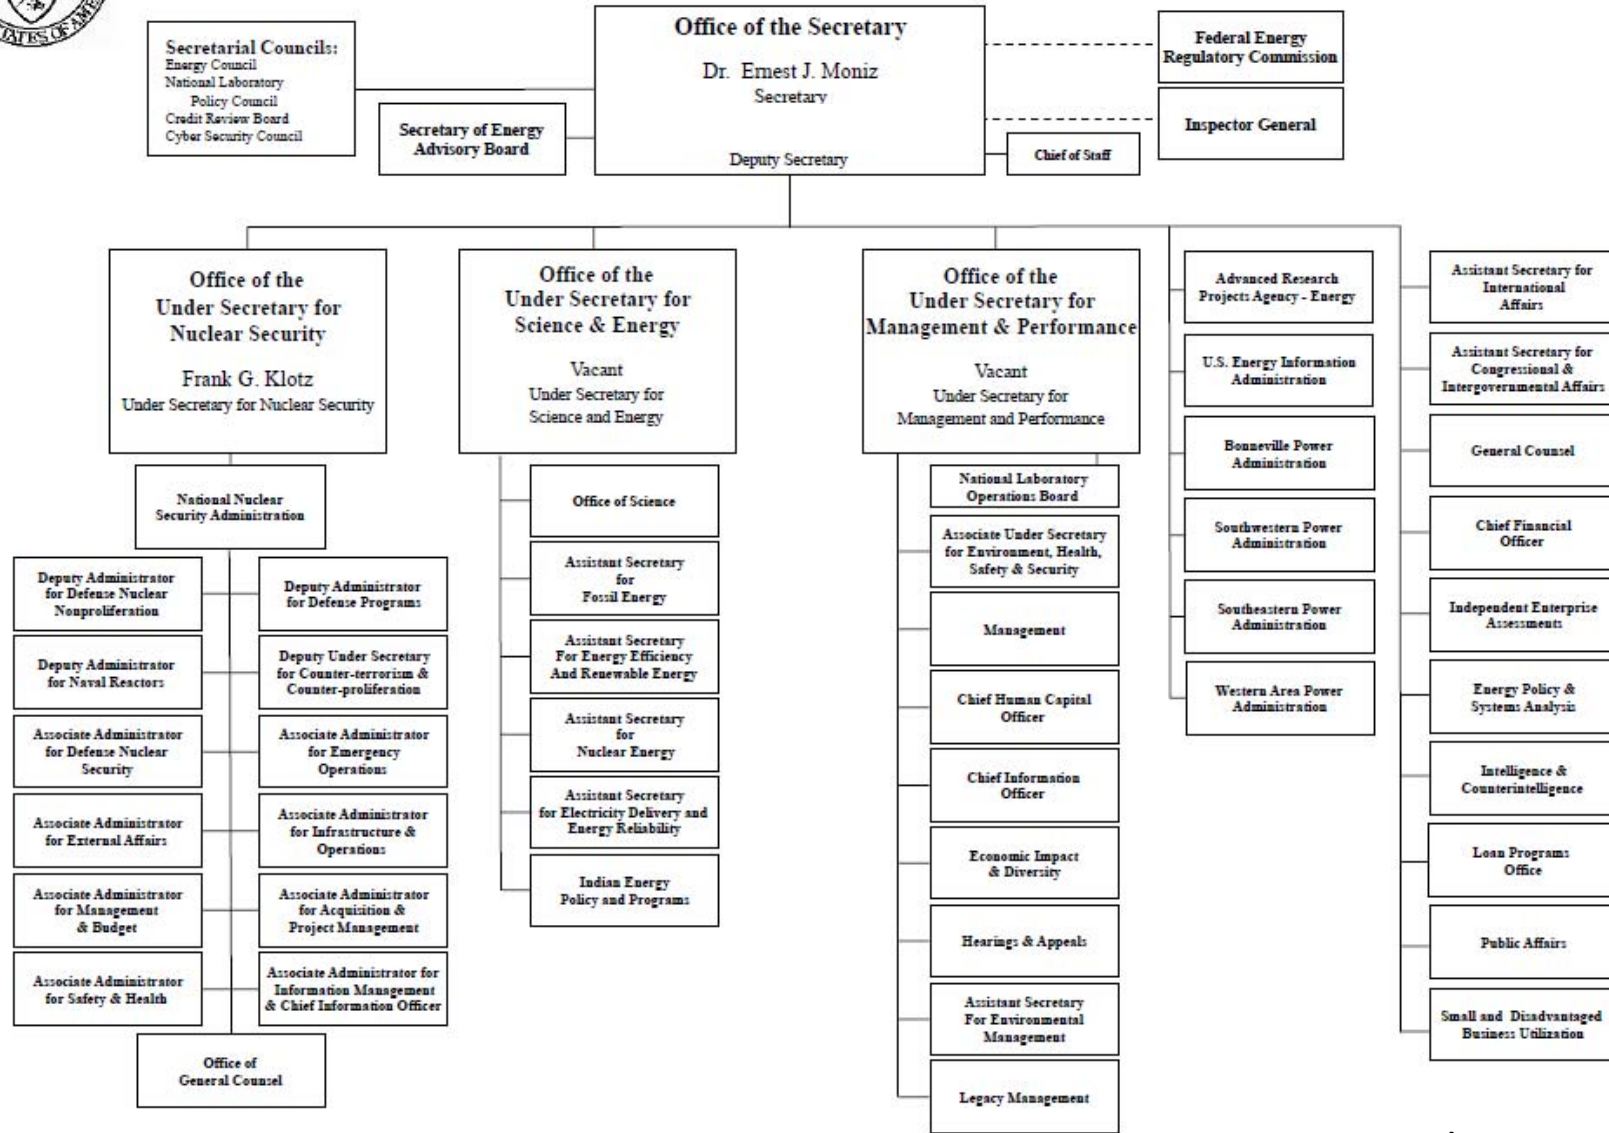 STATES OF AME
Secretarial Councils:
Energy Council
National Laboratory
Policy Council
Credit Review Board
Cyber Security Council
Secretary of Energy
Advisory Board
Office of the Secretary
Dr. Ernest J. Moniz
Secretary
Deputy Secretary
Federal Energy
Regulatory Commission
Inspector General
Chief of Staff
Office of the
Under Secretary for
Nuclear Security
Frank G. Klotz
Under Secretary for Nuclear Security
National Nuclear
Security Administration
Deputy Administrator
for Defense Nuclear
Nonproliferation
Deputy Administrator
for Defense Programs
Deputy Administrator
for Naval Reactors
Deputy Under Secretary
for Counter-terrorism &
Counter-proliferation
Associate Administrator
for Defense Nuclear
Security
Associate Administrator
for Emergency
Operations
Associate Administrator
for External Affairs
Associate Administrator
for Infrastructure &
Operations
Associate Administrator
for Management
& Budget
Associate Administrator
for Acquisition &
Project Management
Associate Administrator
for Safety & Health
Associate Administrator for
Information Management
& Chief Information Officer
Office of
General Counsel
Office of the
Under Secretary for
Science & Energy
Vacant
Under Secretary for
Science and Energy
Office of Science
Assistant Secretary
for
Fossil Energy
Assistant Secretary
For Energy Efficiency
And Renewable Energy
Assistant Secretary
for
Nuclear Energy
Assistant Secretary
for Electricity Delivery and
Energy Reliability
Indian Energy
Policy and Programs
Office of the
Under Secretary for
Management & Performance
Vacant
Under Secretary for
Management and Performance
National Laboratory
Operations Board
Associate Under Secretary
for Environment, Health,
Safety & Security
Management
Chief Human Capital
Officer
Chief Information
Officer
Economic Impact
& Diversity
Hearings & Appeals
Assistant Secretary
For Environmental
Management
Legacy Management
Advanced Research
Projects Agency - Energy
U.S. Energy Information
Administration
Bonneville Power
Administration
Southwestern Power
Administration
Southeastern Power
Administration
Western Area Power
Administration
Assistant Secretary for
International
Affairs
Assistant Secretary for
Congressional &
Intergovernmental Affairs
General Counsel
Chief Financial
Officer
Independent Enterprise
Assessments
Energy Policy &
Systems Analysis
Intelligence &
Counterintelligence
Loan Programs
Office
Public Affairs
Small and Disadvantaged
Business Utilization